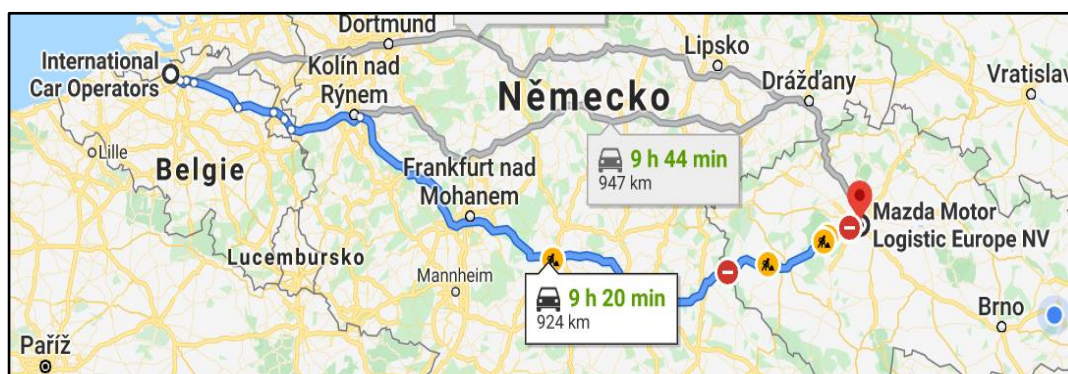 Dortmund
International
Car Operators
Kolín nad
Rýnem
Lipsko
Drážďany
Vratislav
Německo
Lille
Belgie
9 h 44 min
947 km
Frankfurt nad
Mohanem
Mazda Motor
Logistic Europe NV
Lucembursko
Mannheim
9 h 20 min
924 km
Brno
Paříž